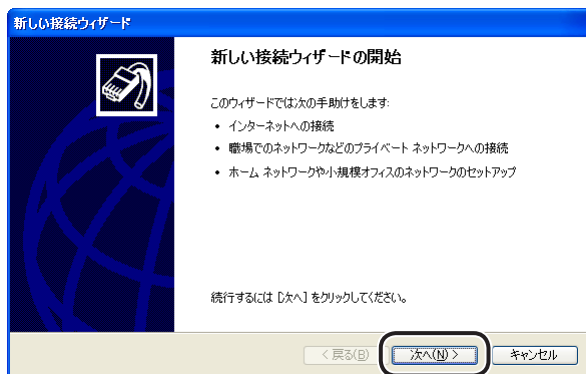 新しい接続ウィザード
新しい接続ウィザードの開始
このウィザードでは次の手助けをします:
• インターネットへの接続
• 職場でのネットワークなどのプライベート ネットワークへの接続
• ホーム ネットワークや小規模オフィスのネットワークのセットアップ
続行するには [次へ] をクリックしてください。
< 戻る(B)
次へ(N) >
キャンセル